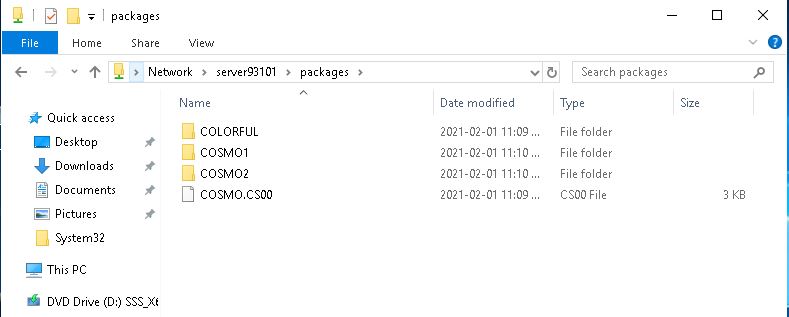 packages
File Home Share View
Network server93101 packages
Search packages
Name Date modified Type Size
Quick access
Desktop
Downloads
Documents
Pictures
System32
This PC
DVD Drive (D:) SSS_X6
COLORFUL 2021-02-01 11:09 ... File folder
COSMO1 2021-02-01 11:10 ... File folder
COSMO2 2021-02-01 11:10 ... File folder
COSMO.CS00 2021-02-01 11:09 ... CS00 File 3 KB